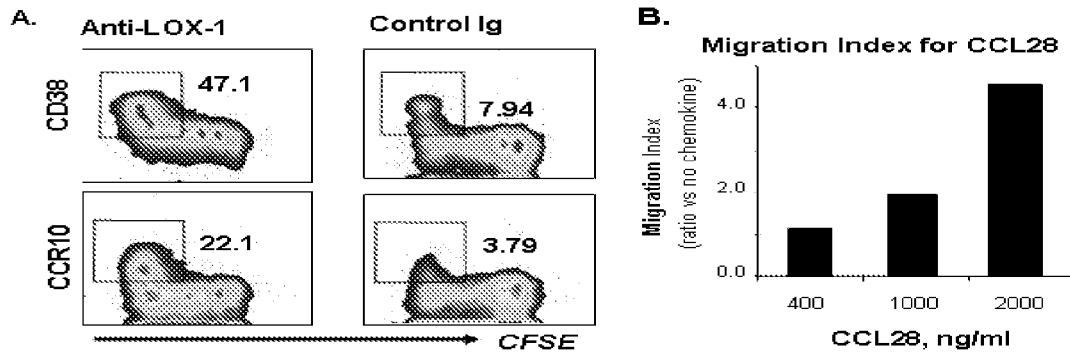 A.
Anti-LOX-1
Control Ig
CD38
47.1
7.94
CCR10
22.1
3.79
CFSE
B.
Migration Index for CCL28
Migration Index
(ratio vs no chemokine)
4.0
2.0
0.0
400 1000 2000
CCL28, ng/ml